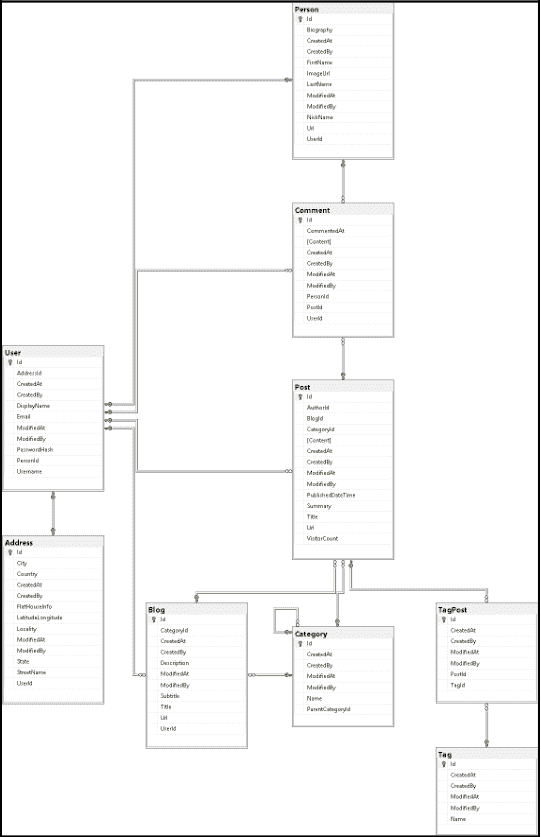 Person
Id
Biography
CreatedAt
CreatedBy
FirstName
ImageUrl
LastName
ModifiedAt
ModifiedBy
NickName
Url
UserId
Comment
Id
CommentedAt
[Content]
CreatedAt
CreatedBy
ModifiedAt
ModifiedBy
PersonId
PostId
UserId
User
Id
AddressId
CreatedAt
CreatedBy
DisplayName
Email
ModifiedAt
ModifiedBy
PasswordHash
PersonId
Username
Post
Id
AuthorId
BlogId
CategoryId
[Content]
CreatedAt
CreatedBy
ModifiedAt
ModifiedBy
PublishedDateTime
Summary
Title
Url
VisitorCount
Address
Id
City
Country
CreatedAt
CreatedBy
FlatHouseInfo
LatitudeLongitude
Locality
ModifiedAt
ModifiedBy
State
StreetName
UserId
Blog
Id
CategoryId
CreatedAt
CreatedBy
Description
ModifiedAt
ModifiedBy
Subtitle
Title
Url
UserId
Category
Id
CreatedAt
CreatedBy
ModifiedAt
ModifiedBy
Name
ParentCategoryId
TagPost
Id
CreatedAt
CreatedBy
ModifiedAt
ModifiedBy
PostId
TagId
Tag
Id
CreatedAt
CreatedBy
ModifiedAt
ModifiedBy
Name